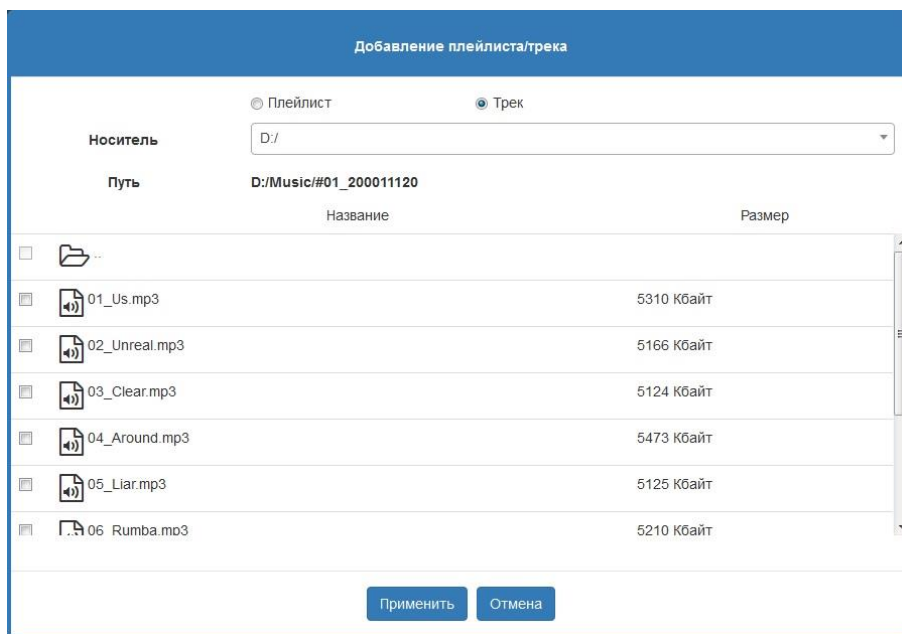 Добавление плейлиста/трека
Плейлист Трек
Носитель D:/
Путь D:/Music/#01_200011120
Название Размер
..
01_Us.mp3 5310 Кбайт
02_Unreal.mp3 5166 Кбайт
03_Clear.mp3 5124 Кбайт
04_Around.mp3 5473 Кбайт
05_Liar.mp3 5125 Кбайт
06_Rumba.mp3 5210 Кбайт
Применить Отмена